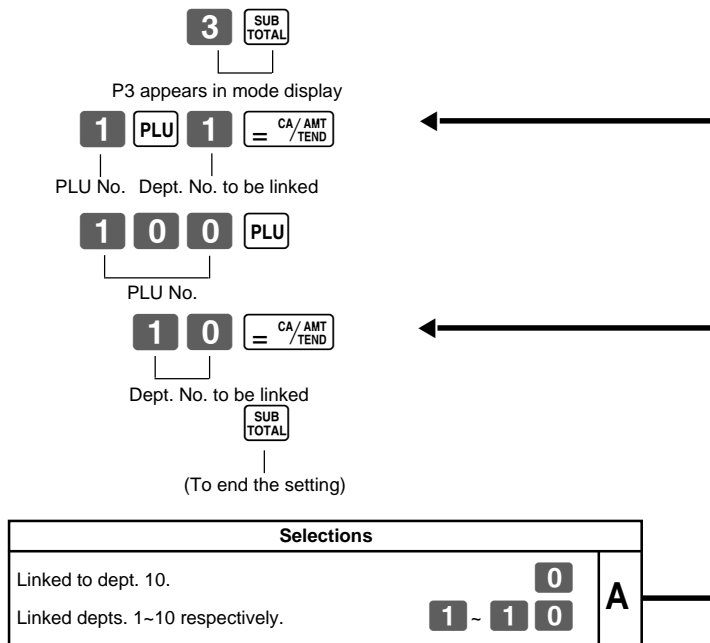 3 SUB TOTAL
P3 appears in mode display
1 PLU 1 = CA/AMT /TEND
PLU No. Dept. No. to be linked
1 0 0 PLU
PLU No.
1 0 = CA/AMT /TEND
Dept. No. to be linked
SUB TOTAL
(To end the setting)
Selections
Linked to dept. 10. 0
Linked depts. 1~10 respectively. 1 ~ 1 0
A